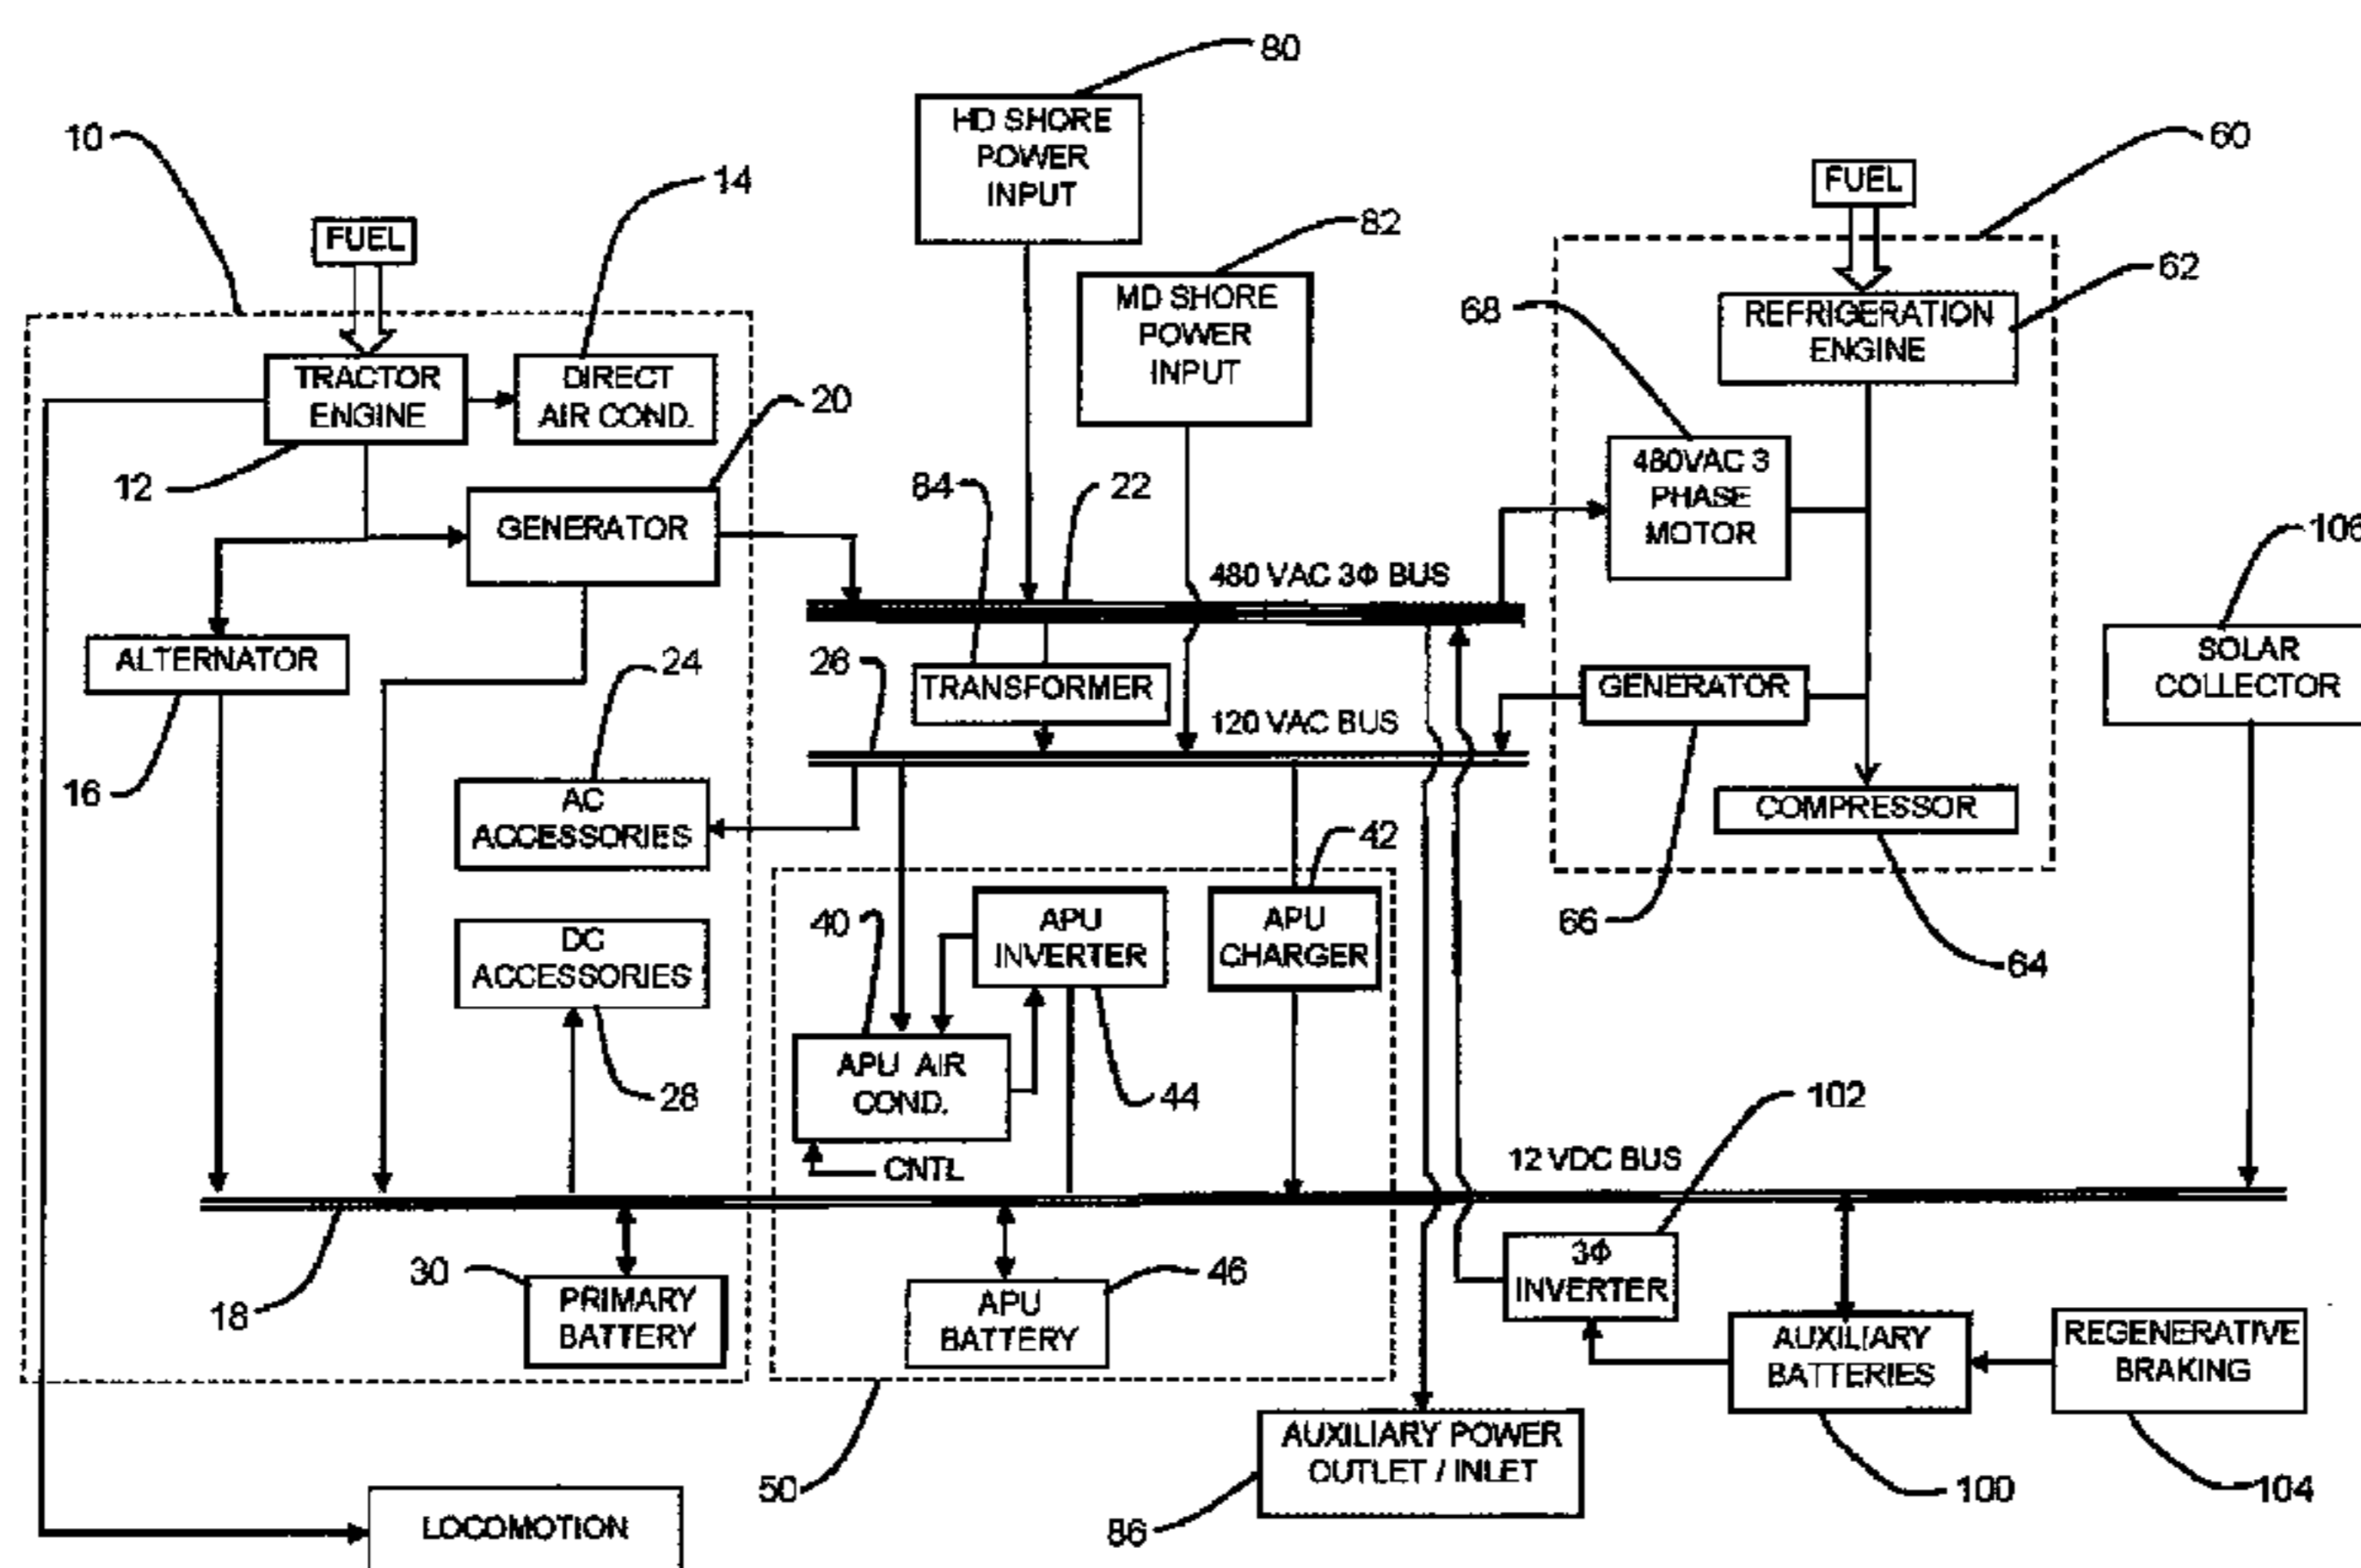 80
10
HD SHORE
POWER
INPUT
60
FUEL
14
82
FUEL
62
MD SHORE
POWER
INPUT
68
REFRIGERATION
ENGINE
TRACTOR
ENGINE
DIRECT
AIR COND.
20
12
84
22
480VAC 3
PHASE
MOTOR
GENERATOR
106
480 VAC 3Φ BUS
ALTERNATOR
24
26
TRANSFORMER
GENERATOR
SOLAR
COLLECTOR
120 VAC BUS
16
AC
ACCESSORIES
COMPRESSOR
42
40
APU
INVERTER
APU
CHARGER
66
64
DC
ACCESSORIES
APU AIR
COND.
28
44
102
CNTL
12 VDC BUS
18
30
PRIMARY
BATTERY
APU
BATTERY
46
3Φ
INVERTER
AUXILIARY
BATTERIES
REGENERATIVE
BRAKING
AUXILIARY POWER
OUTLET / INLET
50
86
100
104
LOCOMOTION